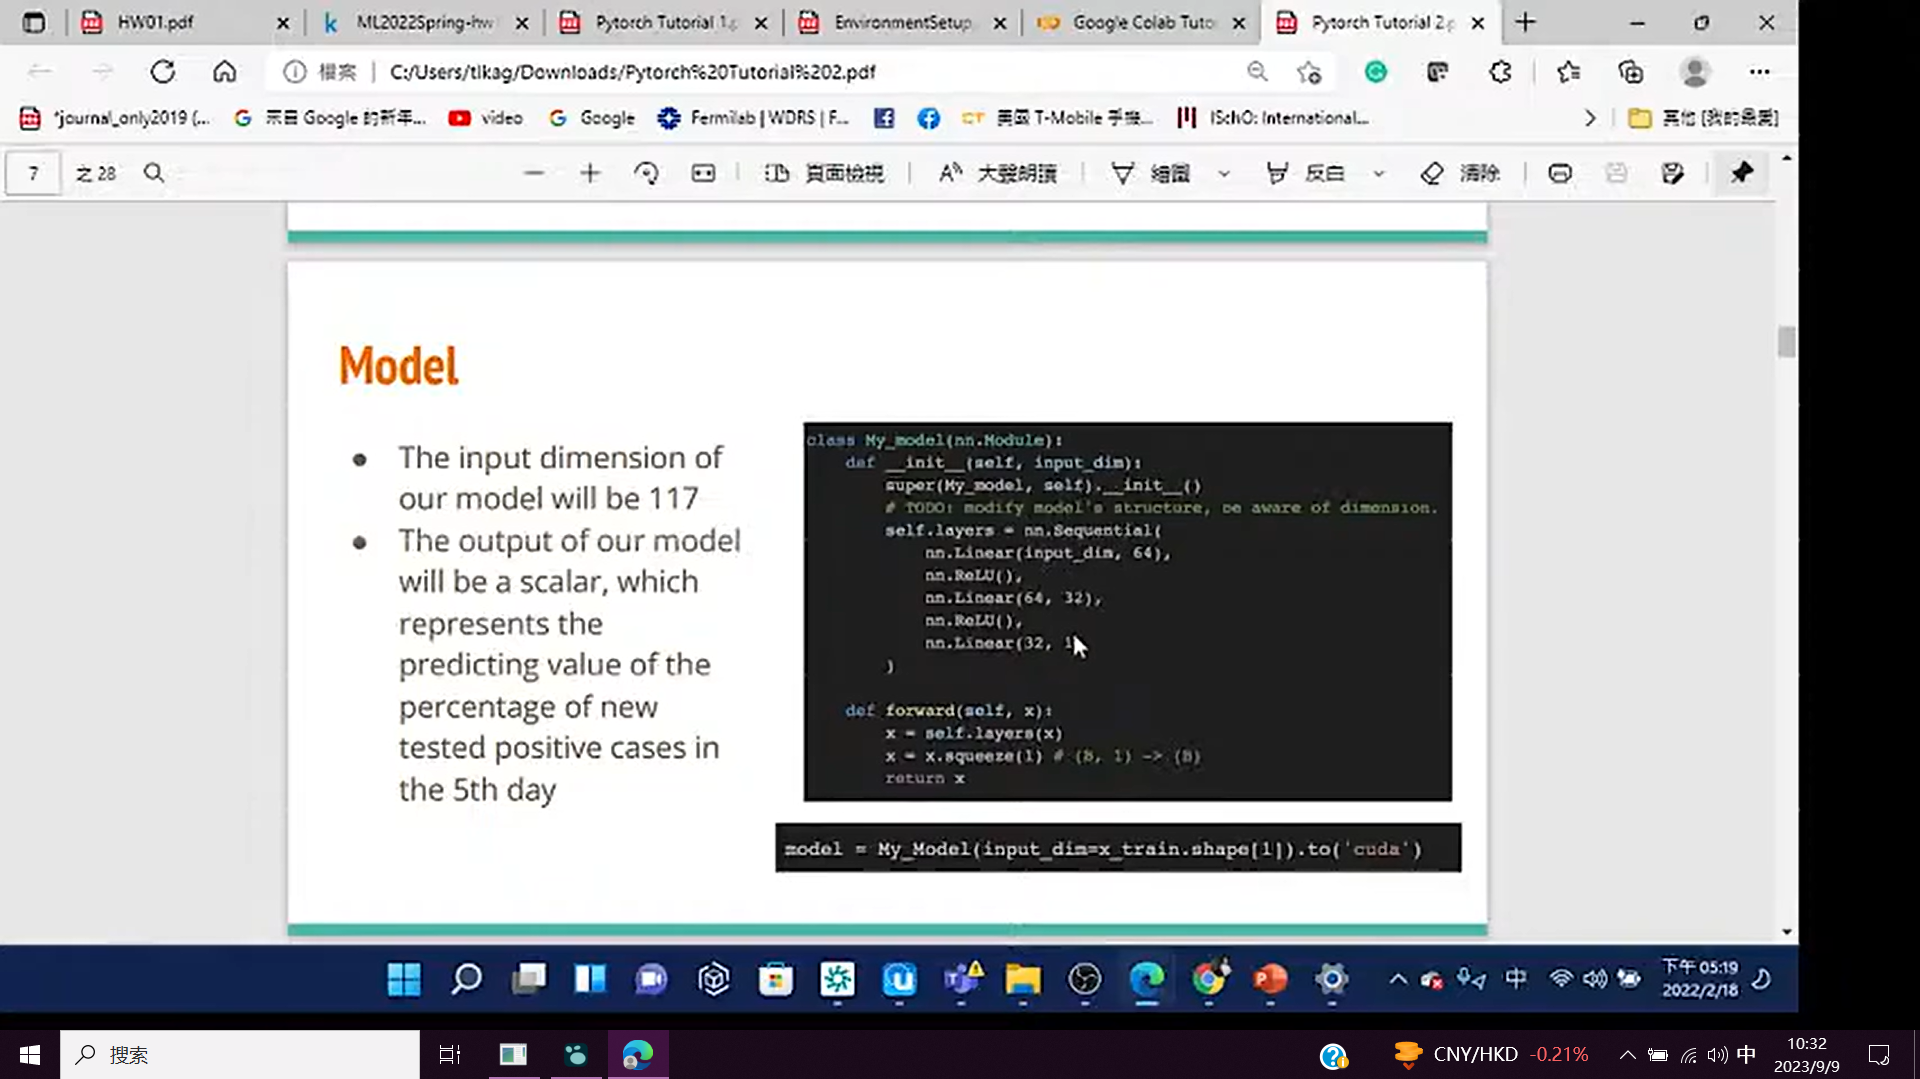 HW01.pdf
ML2022Spring-hw
Pytorch Tutorial 1.p
EnvironmentSetup
Google Colab Tuto
Pytorch Tutorial 2.p
檔案 | C:/Users/tlkag/Downloads/Pytorch%20Tutorial%202.pdf
*journal_only2019 (...
来自 Google 的新年...
video
Google
Fermilab | WDRS | F...
美國 T-Mobile 手機...
ISchO: International...
其他 [我的最愛]
7 之 28
頁面檢視
大聲朗讀
繪圖
反白
清除
Model
● The input dimension of
our model will be 117
● The output of our model
will be a scalar, which
represents the
predicting value of the
percentage of new
tested positive cases in
the 5th day
class My_model(nn.Module):
def __init__(self, input_dim):
super(My_model, self).__init__()
# TODO: modify model's structure, be aware of dimension.
self.layers = nn.Sequential(
nn.Linear(input_dim, 64),
nn.ReLU(),
nn.Linear(64, 32),
nn.ReLU(),
nn.Linear(32, 1
)
def forward(self, x):
x = self.layers(x)
x = x.squeeze(1) # (B, 1) -> (B)
return x
model = My_Model(input_dim=x_train.shape[1]).to('cuda')
中
下午 05:19
2022/2/18
搜索
CNY/HKD -0.21%
中
10:32
2023/9/9